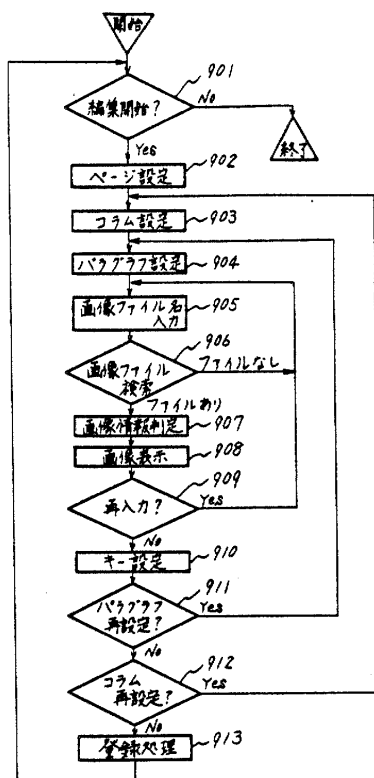 開始
901
編集開始?
No
終了
Yes
902
ページ設定
コラム設定
903
パラグラフ設定
904
画像ファイル名
入力
905
906
画像ファイル
検索
ファイルなし
ファイルあり
画像情報判定
907
画像表示
908
909
再入力?
Yes
No
キー設定
910
911
パラグラフ
再設定?
Yes
No
912
コラム
再設定?
Yes
No
登録処理
913